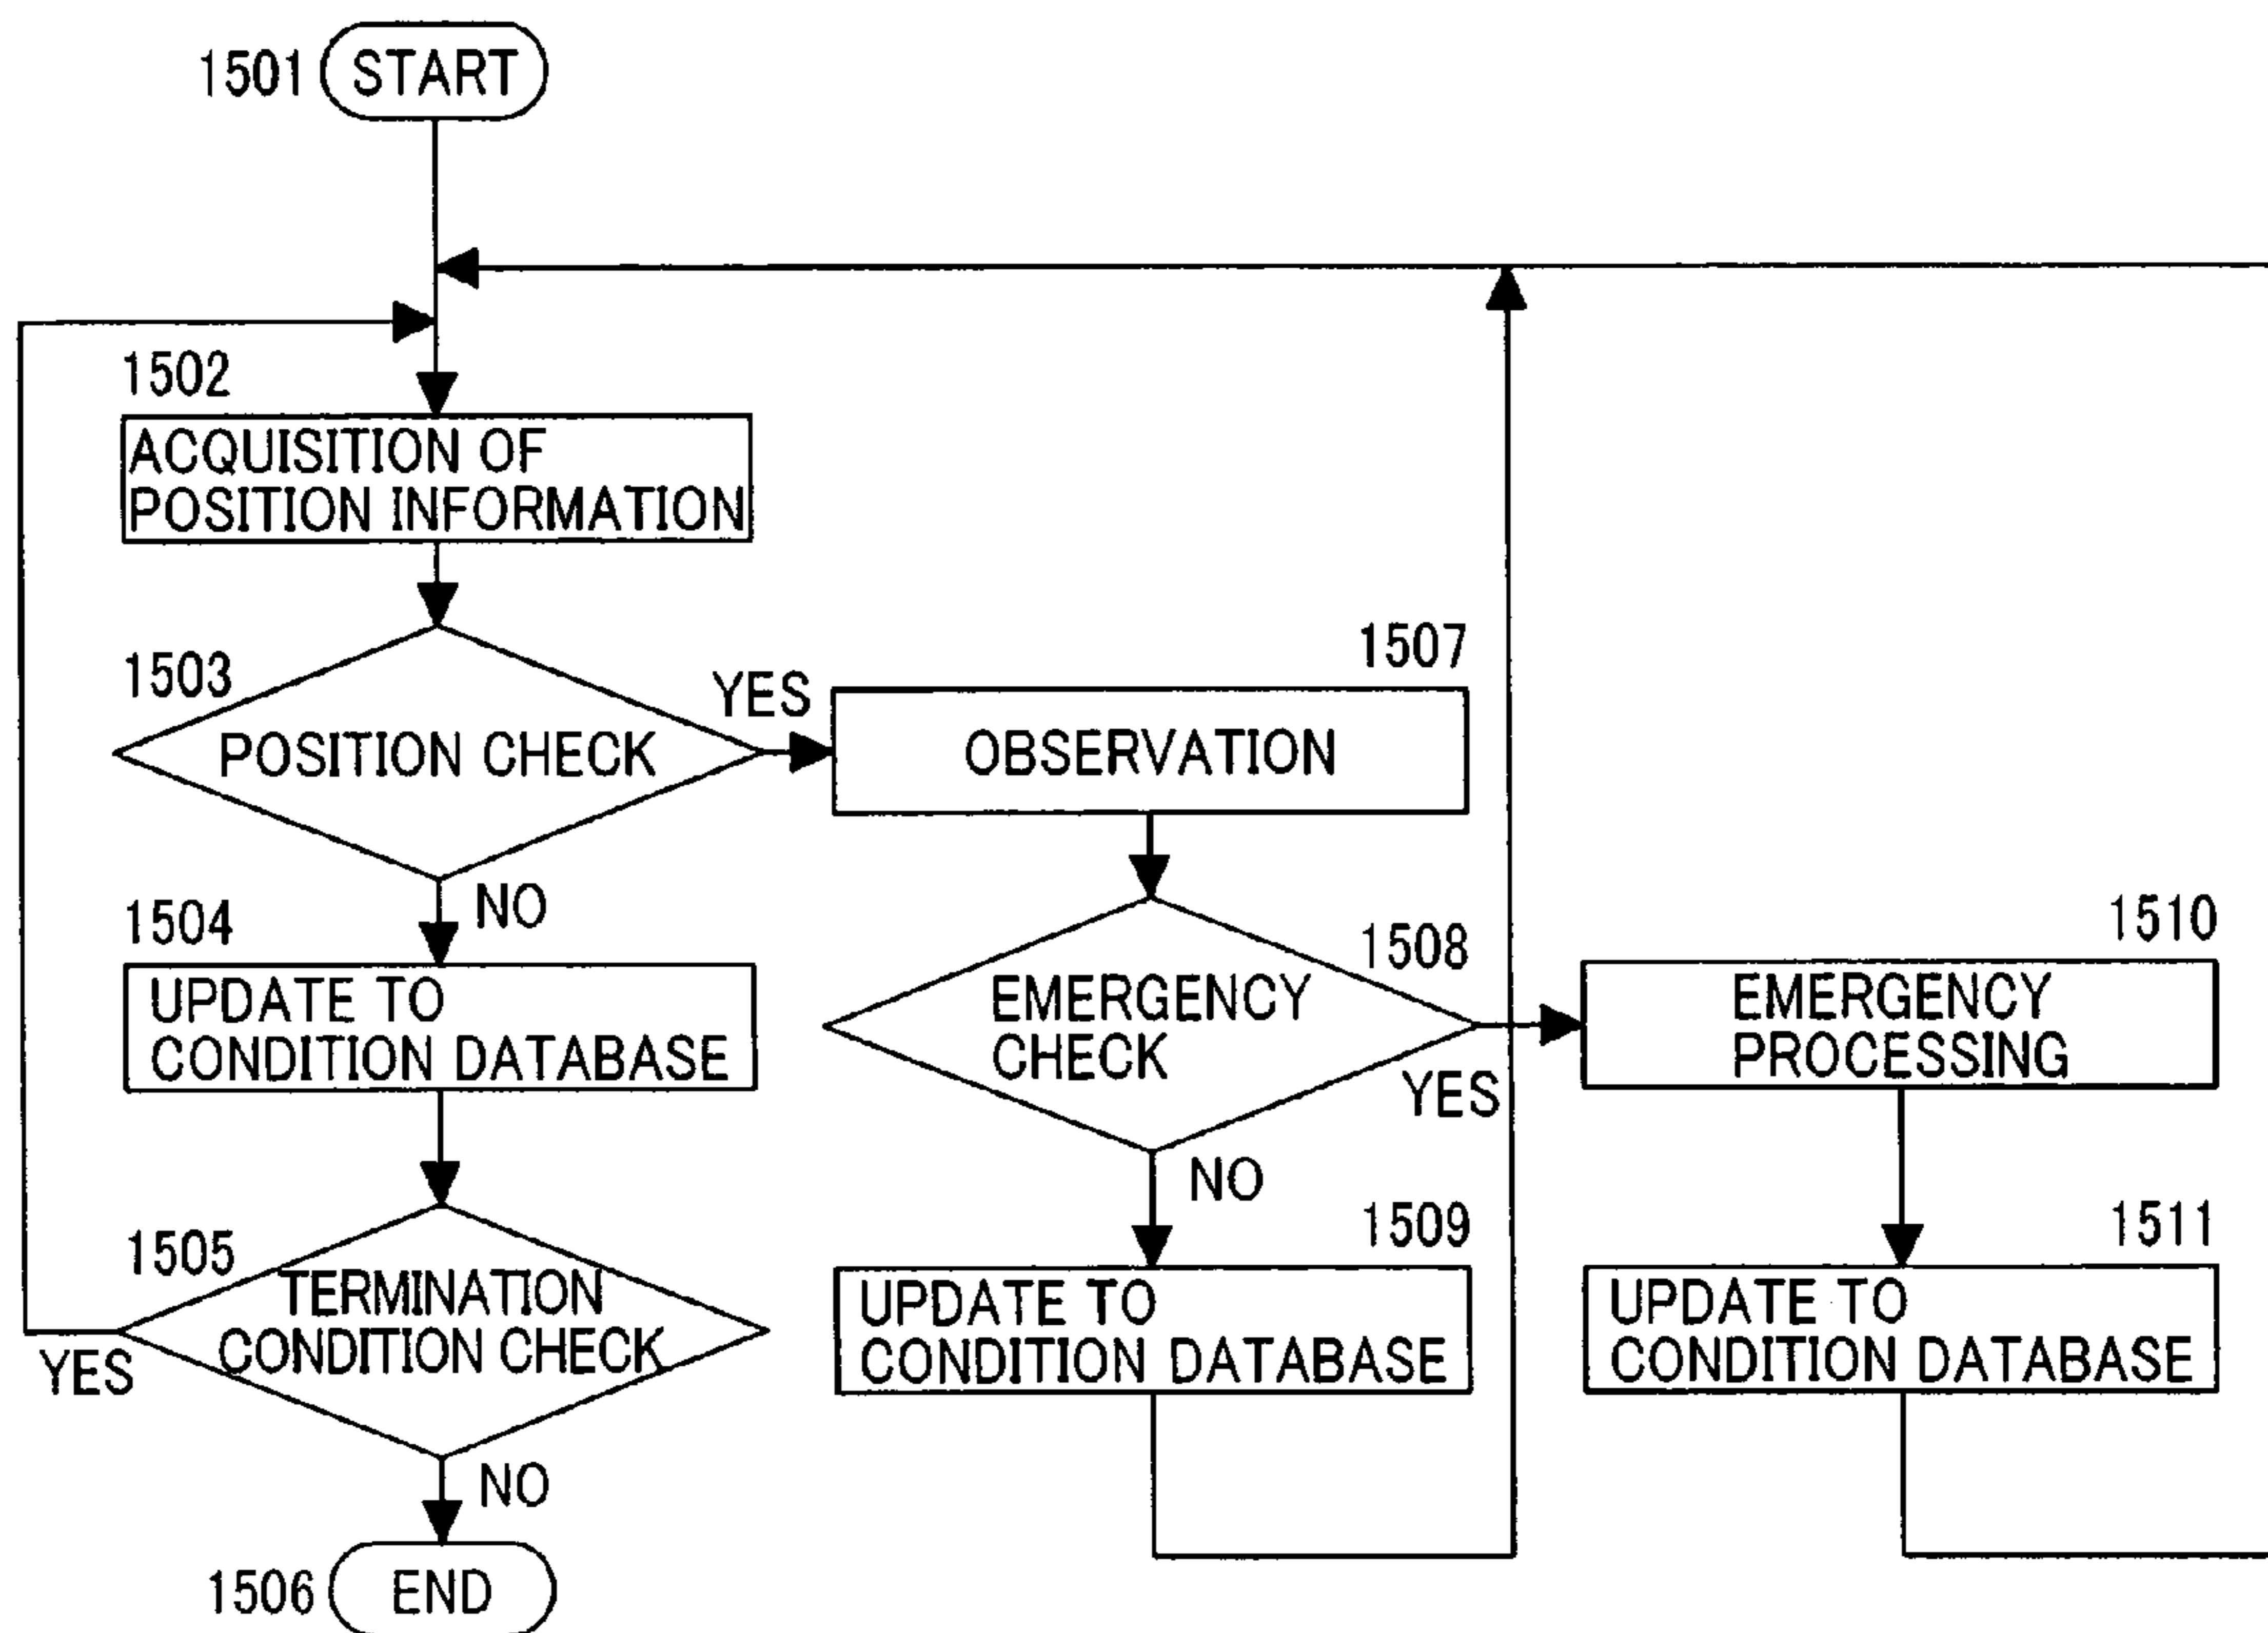 1501 START
1502
ACQUISITION OF
POSITION INFORMATION
1503
POSITION CHECK
YES
NO
1504
UPDATE TO
CONDITION DATABASE
1505
TERMINATION
CONDITION CHECK
YES
NO
1506 END
1507
OBSERVATION
1508
EMERGENCY
CHECK
YES
NO
1509
UPDATE TO
CONDITION DATABASE
1510
EMERGENCY
PROCESSING
1511
UPDATE TO
CONDITION DATABASE